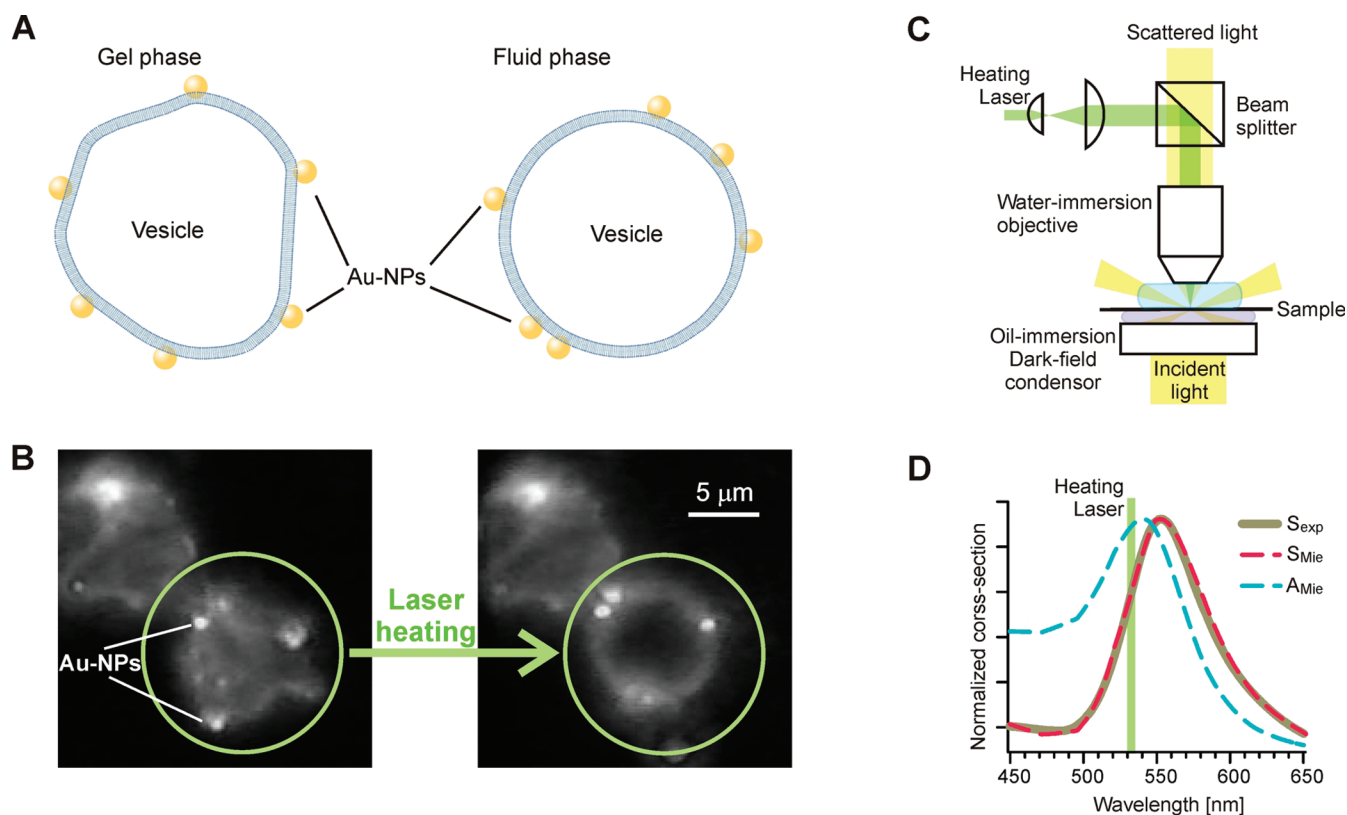 A
Gel phase
Fluid phase
Vesicle
Vesicle
Au-NPs
B
Au-NPs
Laser
heating
5 μm
C
Scattered light
Heating
Laser
Beam
splitter
Water-immersion
objective
Sample
Oil-immersion
Dark-field
condensor
Incident
light
D
Heating
Laser
Sexp
SMie
AMie
Normalized corss-section
450 500 550 600 650
Wavelength [nm]